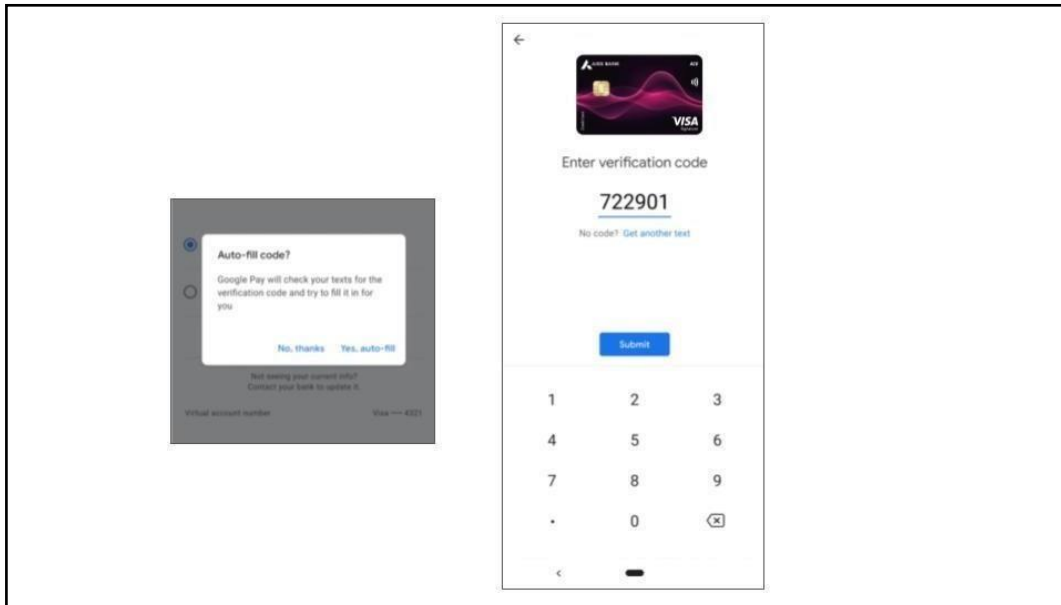 Auto-fill code?
Google Pay will check your texts for the
verification code and try to fill it in for
you
No, thanks Yes, auto-fill
Not seeing your current info?
Contact your bank to update it.
Virtual account number Visa •••• 4321
AXIS BANK
VISA
Signature
Enter verification code
722901
No code? Get another text
Submit
1 2 3
4 5 6
7 8 9
. 0